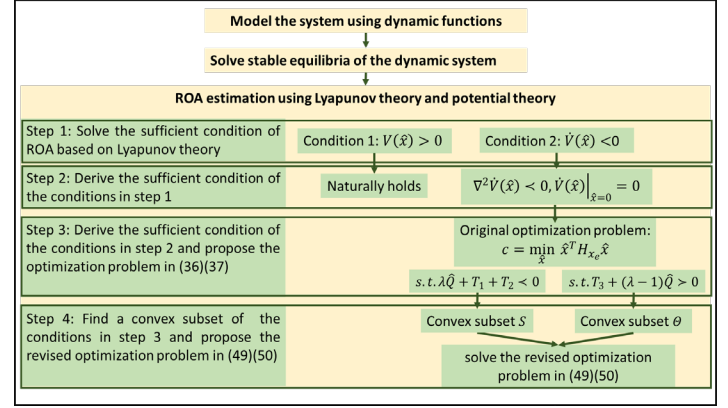 Model the system using dynamic functions
Solve stable equilibria of the dynamic system
ROA estimation using Lyapunov theory and potential theory
Step 1: Solve the sufficient condition of
ROA based on Lyapunov theory
Condition 1: V(x̂) > 0
Condition 2: V̇(x̂) <0
Step 2: Derive the sufficient condition of
the conditions in step 1
Naturally holds
∇²V̇(x̂) ≺ 0, V̇(x̂)|x̂=0 = 0
Step 3: Derive the sufficient condition of
the conditions in step 2 and propose the
optimization problem in (36)(37)
Original optimization problem:
c = min x̂ᵀHₓₑx̂
x̂
s.t.λQ̂ + T₁ + T₂ ≺ 0
s.t.T₃ + (λ − 1)Q̂ ≻ 0
Step 4: Find a convex subset of the
conditions in step 3 and propose the
revised optimization problem in (49)(50)
Convex subset S
Convex subset Θ
solve the revised optimization
problem in (49)(50)